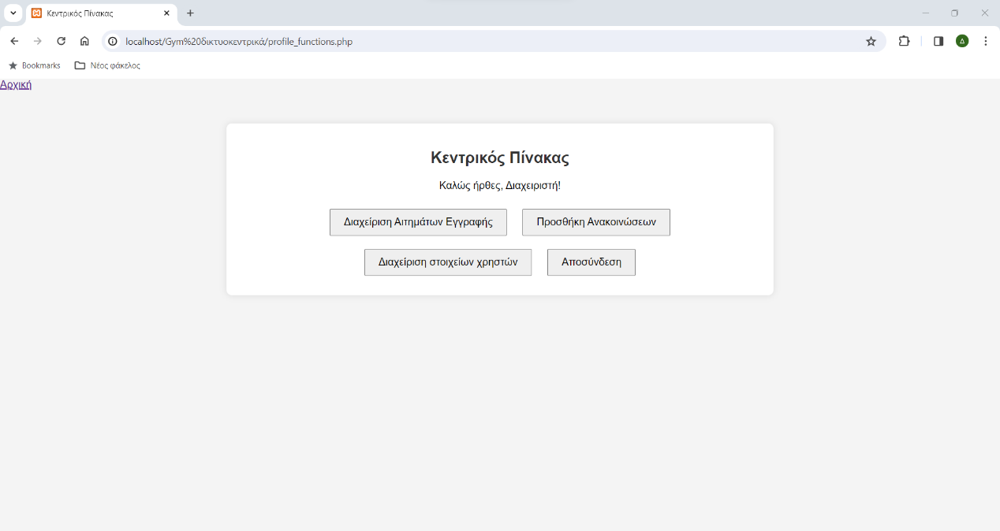 Κεντρικός Πίνακας
localhost/Gym%20δικτυοκεντρικά/profile_functions.php
Δ
Bookmarks Νέος φάκελος
Αρχική
Κεντρικός Πίνακας
Καλώς ήρθες, Διαχειριστή!
Διαχείριση Αιτημάτων Εγγραφής Προσθήκη Ανακοινώσεων
Διαχείριση στοιχείων χρηστών Αποσύνδεση